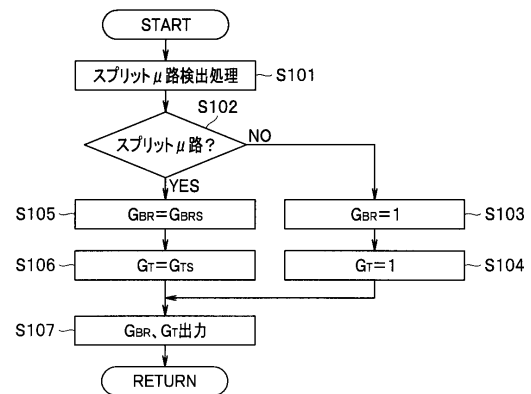 START
スプリットμ路検出処理
S101
S102
スプリットμ路?
NO
YES
S105
GBR=GBRS
GBR=1
S103
S106
GT=GTS
GT=1
S104
S107
GBR、GT出力
RETURN